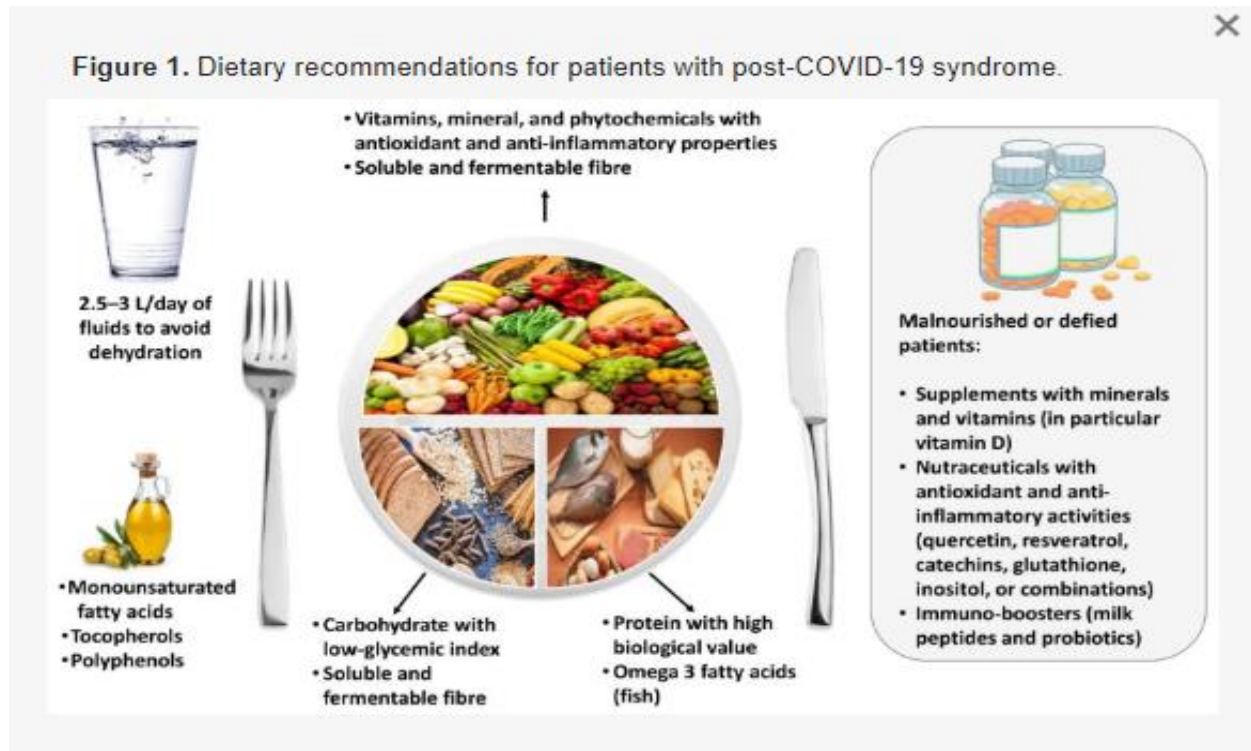 Figure 1. Dietary recommendations for patients with post-COVID-19 syndrome.
• Vitamins, mineral, and phytochemicals with
antioxidant and anti-inflammatory properties
• Soluble and fermentable fibre
2.5–3 L/day of
fluids to avoid
dehydration
• Monounsaturated
fatty acids
• Tocopherols
• Polyphenols
• Carbohydrate with
low-glycemic index
• Soluble and
fermentable fibre
• Protein with high
biological value
• Omega 3 fatty acids
(fish)
Malnourished or defied
patients:
• Supplements with minerals
and vitamins (in particular
vitamin D)
• Nutraceuticals with
antioxidant and anti-
inflammatory activities
(quercetin, resveratrol,
catechins, glutathione,
inositol, or combinations)
• Immuno-boosters (milk
peptides and probiotics)